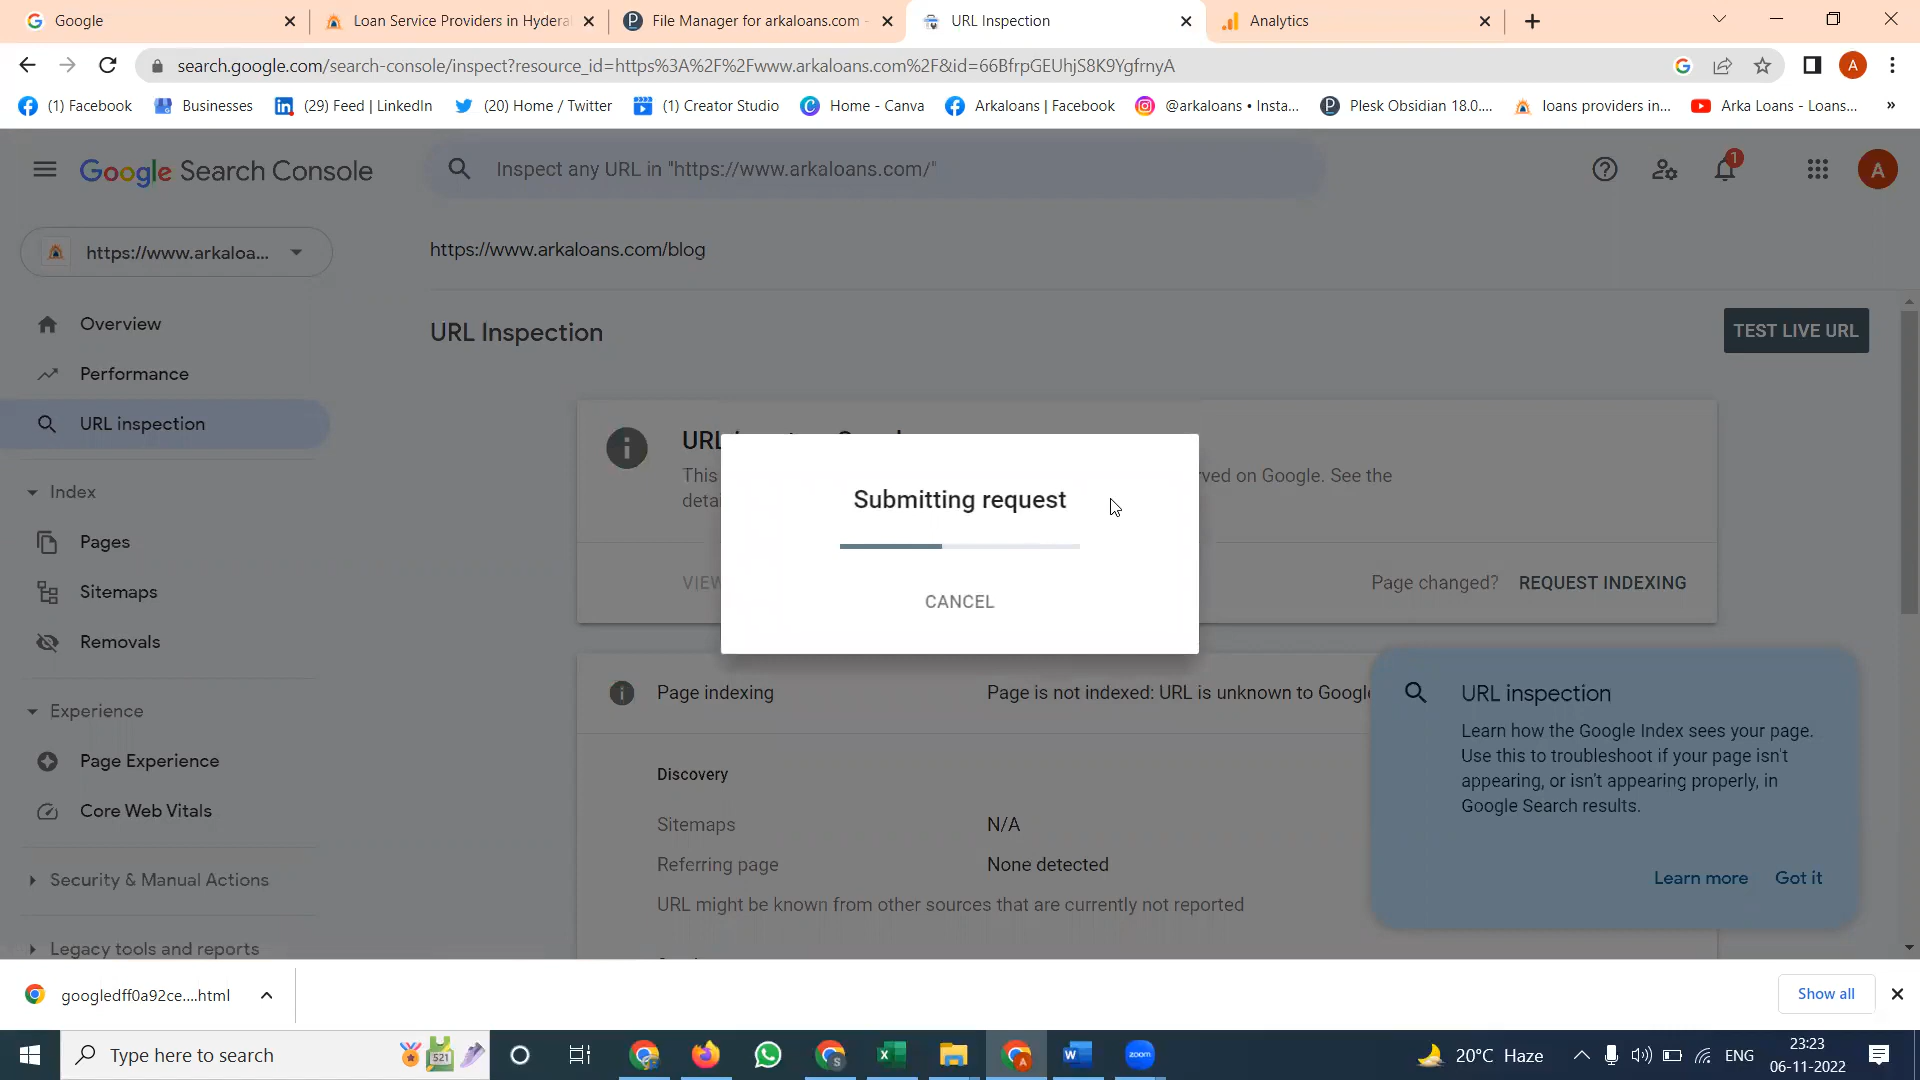 Google
Loan Service Providers in Hydera
File Manager for arkaloans.com -
URL Inspection
Analytics
search.google.com/search-console/inspect?resource_id=https%3A%2F%2Fwww.arkaloans.com%2F&id=66BfrpGEUhjS8K9YgfrnyA
A
(1) Facebook
Businesses
(29) Feed | LinkedIn
(20) Home / Twitter
(1) Creator Studio
Home - Canva
Arkaloans | Facebook
@arkaloans • Insta...
Plesk Obsidian 18.0....
loans providers in...
Arka Loans - Loans...
»
Google Search Console
Inspect any URL in "https://www.arkaloans.com/"
1
A
https://www.arkaloa...
https://www.arkaloans.com/blog
Overview
Performance
URL inspection
Index
Pages
Sitemaps
Removals
Experience
Page Experience
Core Web Vitals
Security & Manual Actions
Legacy tools and reports
URL Inspection
TEST LIVE URL
URL
This
rved on Google. See the
detai
Submitting request
CANCEL
VIEW
Page changed?
REQUEST INDEXING
Page indexing
Page is not indexed: URL is unknown to Google
Discovery
Sitemaps
N/A
Referring page
None detected
URL might be known from other sources that are currently not reported
URL inspection
Learn how the Google Index sees your page.
Use this to troubleshoot if your page isn't
appearing, or isn't appearing properly, in
Google Search results.
Learn more
Got it
googledff0a92ce....html
Show all
Type here to search
S21
zoom
20°C Haze
ENG
23:23
06-11-2022